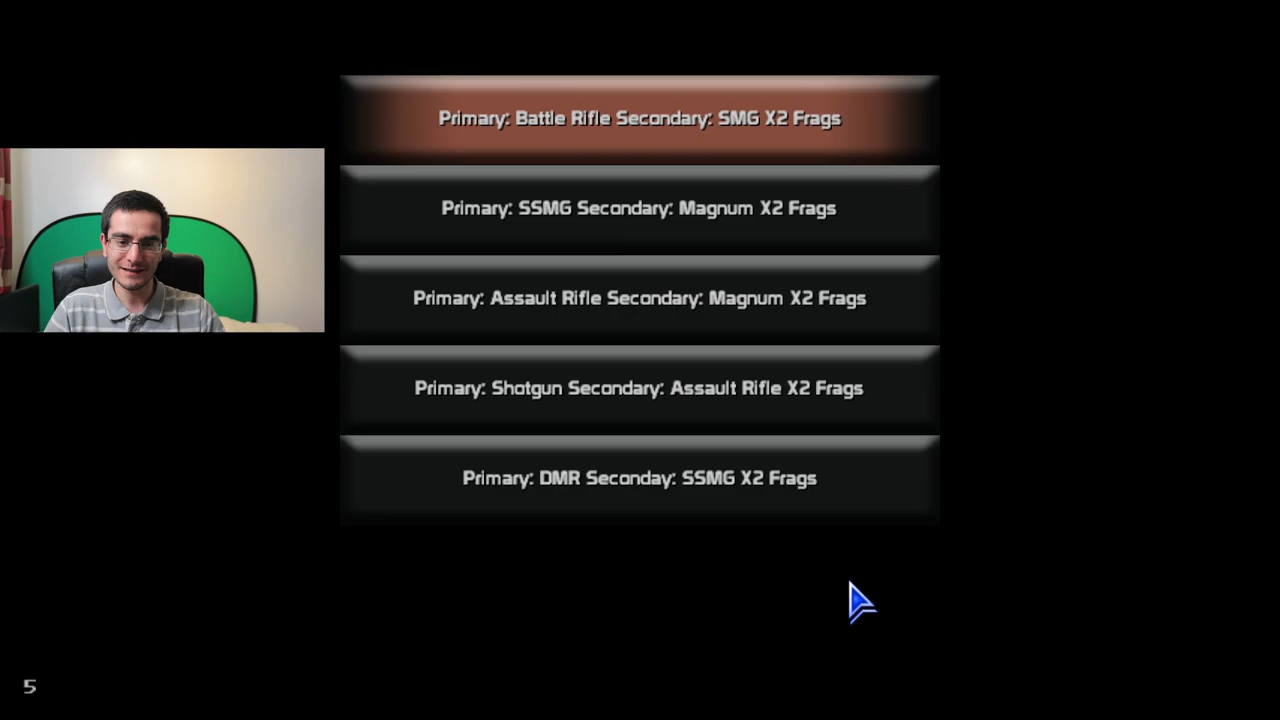 Primary: Battle Rifle Secondary: SMG X2 Frags
Primary: SSMG Secondary: Magnum X2 Frags
Primary: Assault Rifle Secondary: Magnum X2 Frags
Primary: Shotgun Secondary: Assault Rifle X2 Frags
Primary: DMR Seconday: SSMG X2 Frags
5